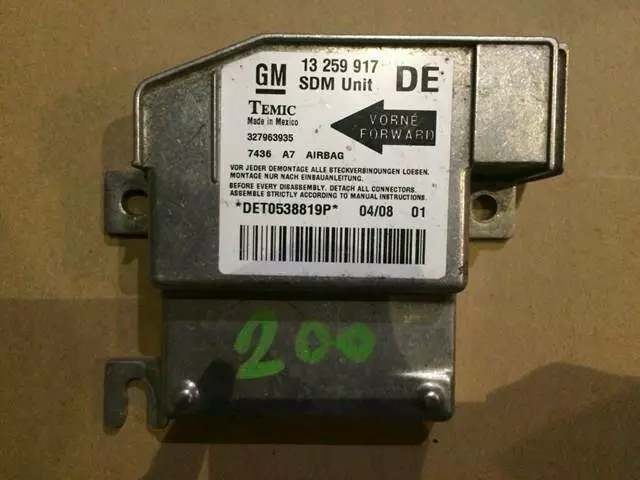 GM 13 259 917 DE
SDM Unit
TEMIC
Made in Mexico
VORNE
FORWARD
327963935
7436 A7 AIRBAG
VOR JEDER DEMONTAGE ALLE STECKVERBINDUNGEN LOESEN.
MONTAGE NUR NACH EINBAUANLEITUNG.
BEFORE EVERY DISASSEMBLY, DETACH ALL CONNECTORS.
ASSEMBLE STRICTLY ACCORDING TO MANUAL INSTRUCTIONS.
*DET0538819P* 04/08 01
200